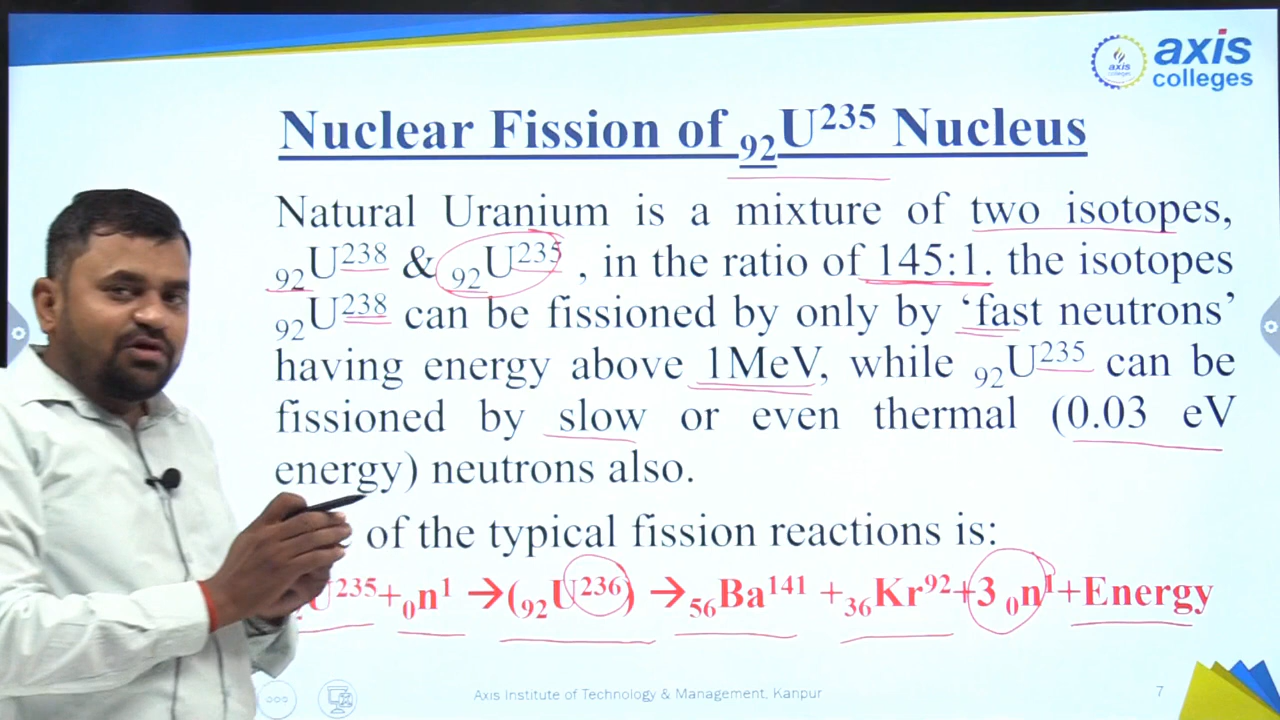 axis
colleges
axis
colleges
Nuclear Fission of ₉₂U²³⁵ Nucleus
Natural Uranium is a mixture of two isotopes,
₉₂U²³⁸ & ₉₂U²³⁵ , in the ratio of 145:1. the isotopes
₉₂U²³⁸ can be fissioned by only by ‘fast neutrons’
having energy above 1MeV, while ₉₂U²³⁵ can be
fissioned by slow or even thermal (0.03 eV
energy) neutrons also.
of the typical fission reactions is:
U²³⁵+₀n¹ →(₉₂U²³⁶) →₅₆Ba¹⁴¹ +₃₆Kr⁹²+3 ₀n¹+Energy
Axis Institute of Technology & Management, Kanpur
7